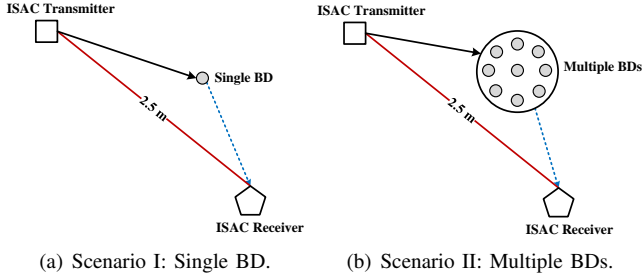 ISAC Transmitter
Single BD
2.5 m
ISAC Receiver
(a) Scenario I: Single BD.
ISAC Transmitter
Multiple BDs
2.5 m
ISAC Receiver
(b) Scenario II: Multiple BDs.